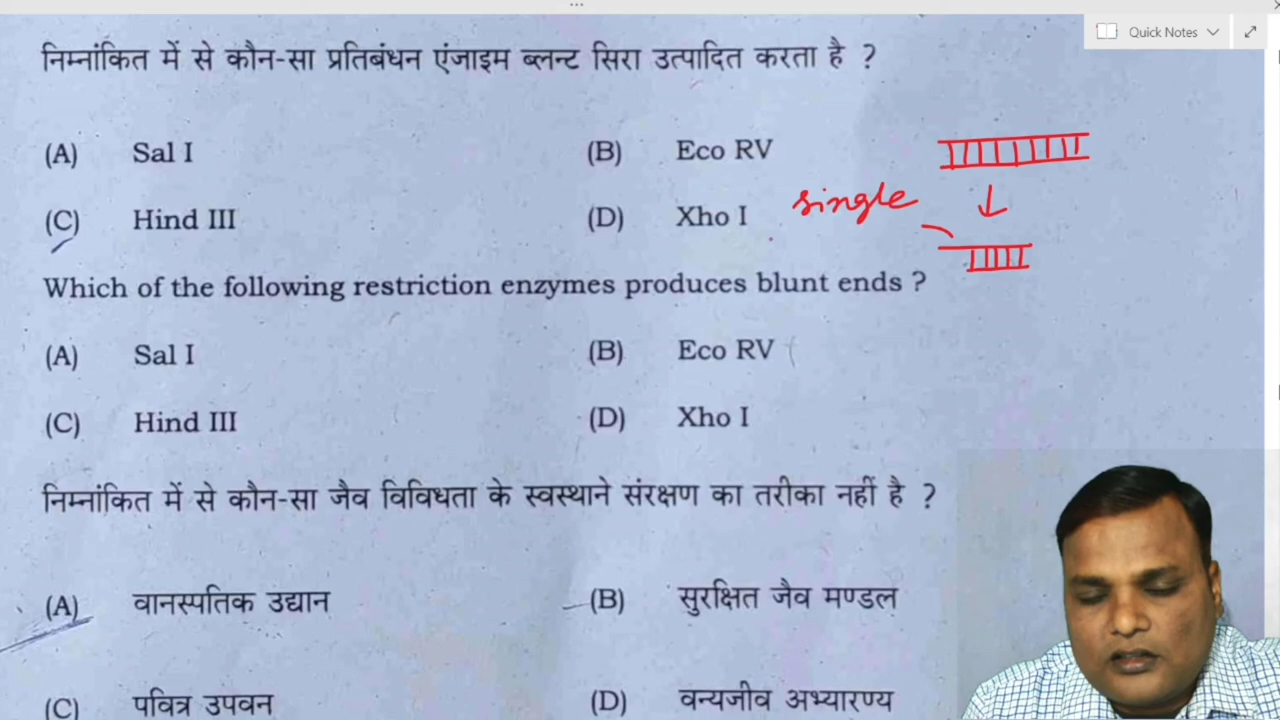 Quick Notes
निम्नांकित में से कौन-सा प्रतिबंधन एंजाइम ब्लन्ट सिरा उत्पादित करता है ?
(A) Sal I (B) Eco RV
single
(C) Hind III (D) Xho I
Which of the following restriction enzymes produces blunt ends ?
(A) Sal I (B) Eco RV
(C) Hind III (D) Xho I
निम्नांकित में से कौन-सा जैव विविधता के स्वस्थाने संरक्षण का तरीका नहीं है ?
(A) वानस्पतिक उद्यान (B) सुरक्षित जैव मण्डल
(C) पवित्र उपवन (D) वन्यजीव अभ्यारण्य